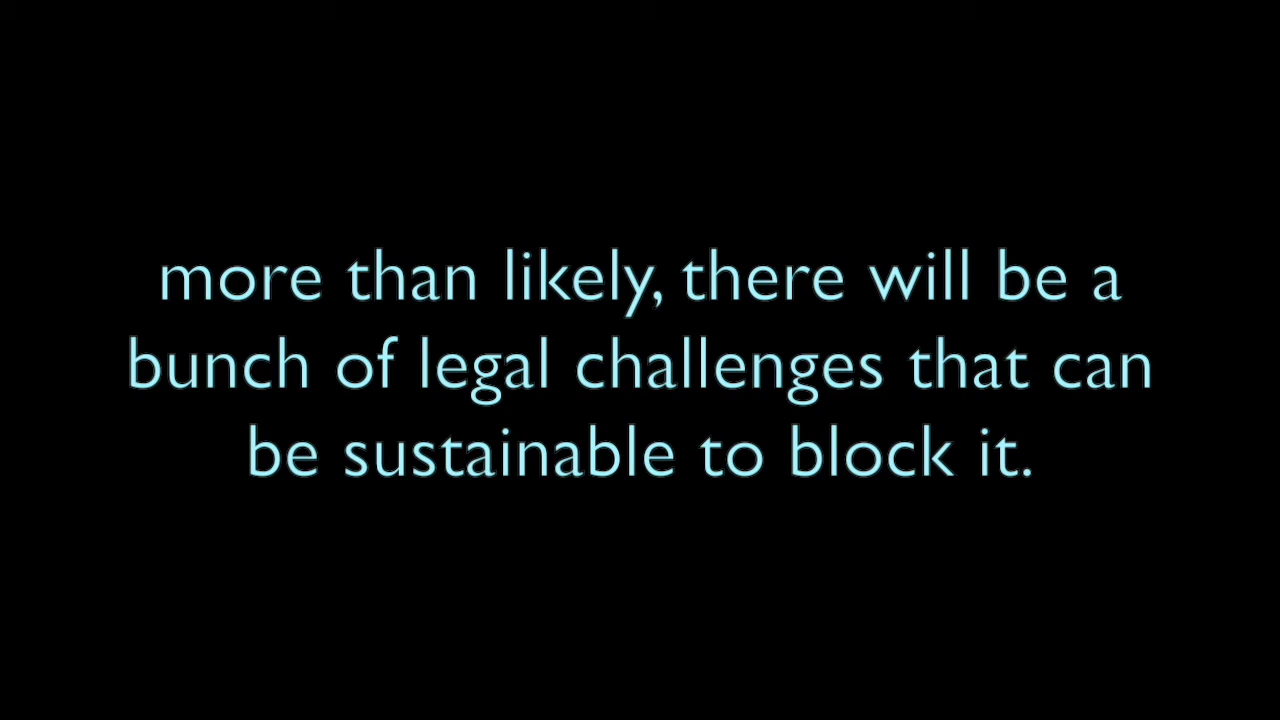 more than likely, there will be a
bunch of legal challenges that can
be sustainable to block it.